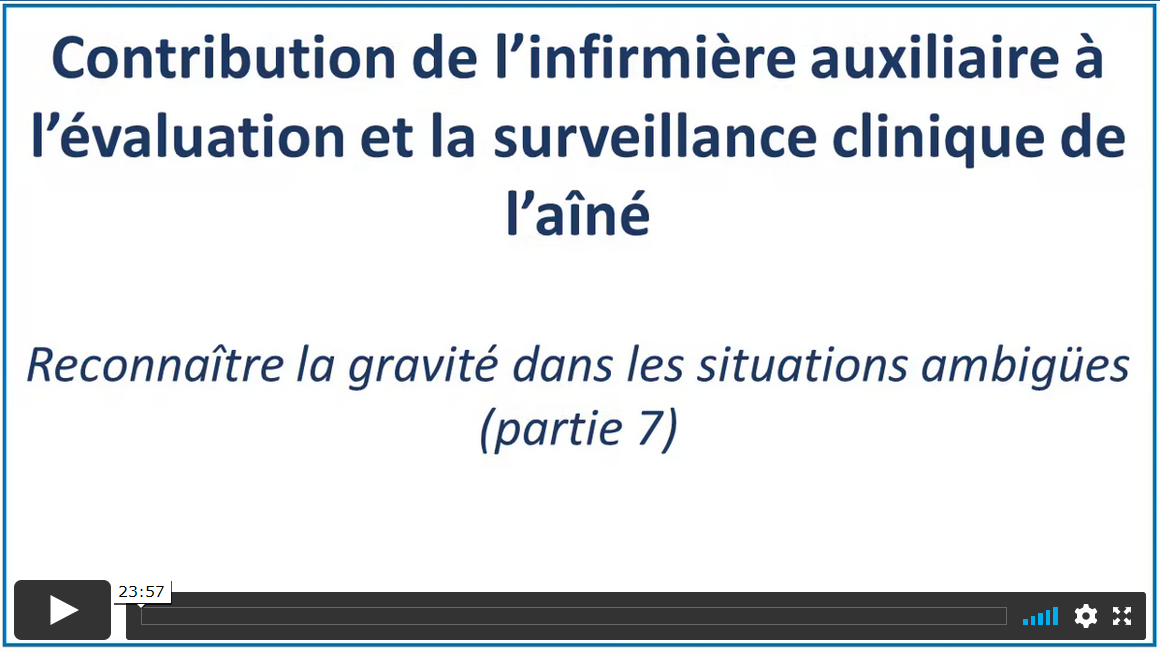 Contribution de l’infirmière auxiliaire à
l’évaluation et la surveillance clinique de
l’aîné
Reconnaître la gravité dans les situations ambigües
(partie 7)
23:57